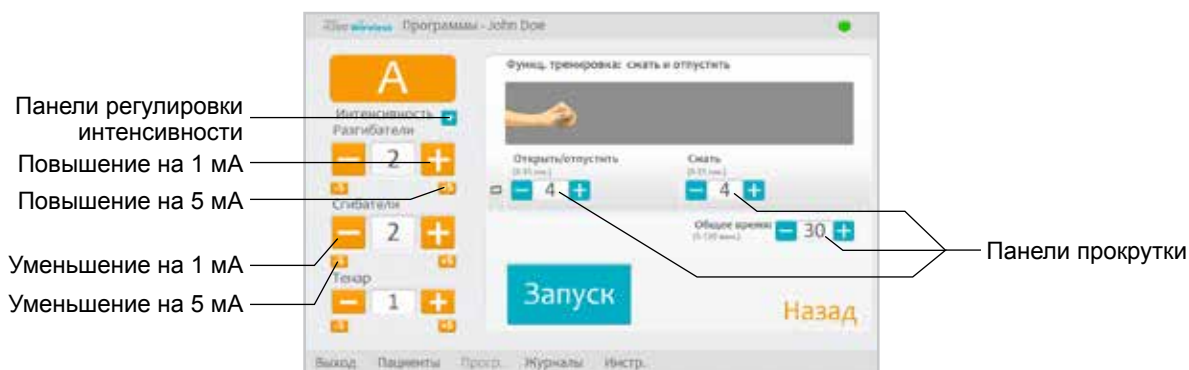 Wireless Программы - John Doe
A
Функц. тренировка: сжать и отпустить
Панели регулировки
интенсивности
Интенсивность
Разгибатели
Повышение на 1 мА
2
Повышение на 5 мА
Открыть/отпустить
4
Сжать
4
Сгибатели
2
Общее время:
30
Панели прокрутки
Уменьшение на 1 мА
Уменьшение на 5 мА
Тенар
1
Запуск
Назад
Выход Пациенты Прогр. Журналы Инстр.